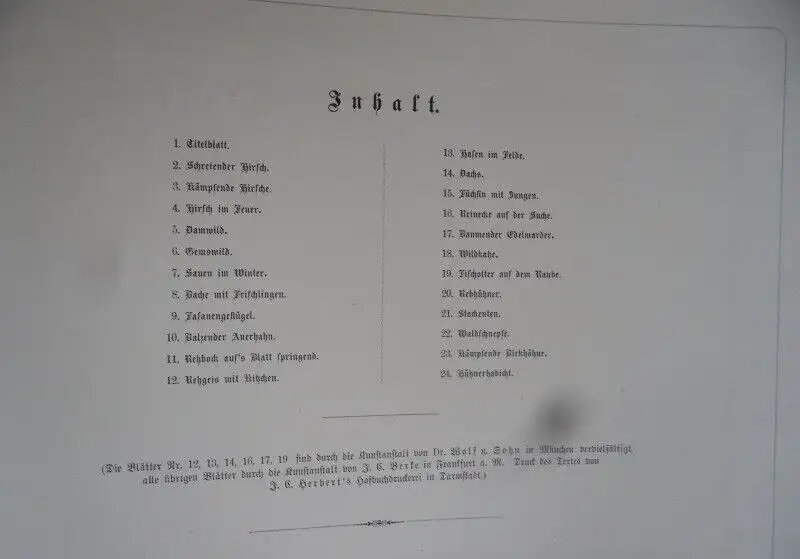 Inhalt.
1. Titelblatt.
2. Schreiender Hirsch.
3. Kämpfende Hirsche.
4. Hirsch im Feuer.
5. Damwild.
6. Gemswild.
7. Sauen im Winter.
8. Bache mit Frischlingen.
9. Fasanengeflügel.
10. Balzender Auerhahn.
11. Rehbock auf's Blatt springend.
12. Rehgeis mit Kitzchen.
13. Hasen im Felde.
14. Dachs.
15. Füchsin mit Jungen.
16. Reinecke auf der Suche.
17. Baumender Edelmarder.
18. Wildkatze.
19. Fischotter auf dem Raube.
20. Rebhühner.
21. Stockenten.
22. Waldschnepfe.
23. Kämpfende Birkhähne.
24. Hühnerhabicht.
(Die Blätter Nr. 12, 13, 14, 16, 17, 19 sind durch die Kunstanstalt von Dr. Wolf u. Sohn in München vervielfältigt,
alle übrigen Blätter durch die Kunstanstalt von J. C. Berke in Frankfurt a. M. Druck des Textes von
J. C. Herbert's Hofbuchdruckerei in Darmstadt.)